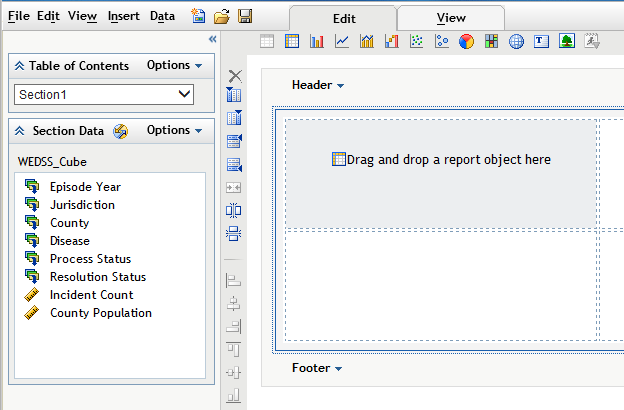 File Edit View Insert Data
Edit
View
Table of Contents Options
Section1
Section Data Options
WEDSS_Cube
Episode Year
Jurisdiction
County
Disease
Process Status
Resolution Status
Incident Count
County Population
Header
Drag and drop a report object here
Footer